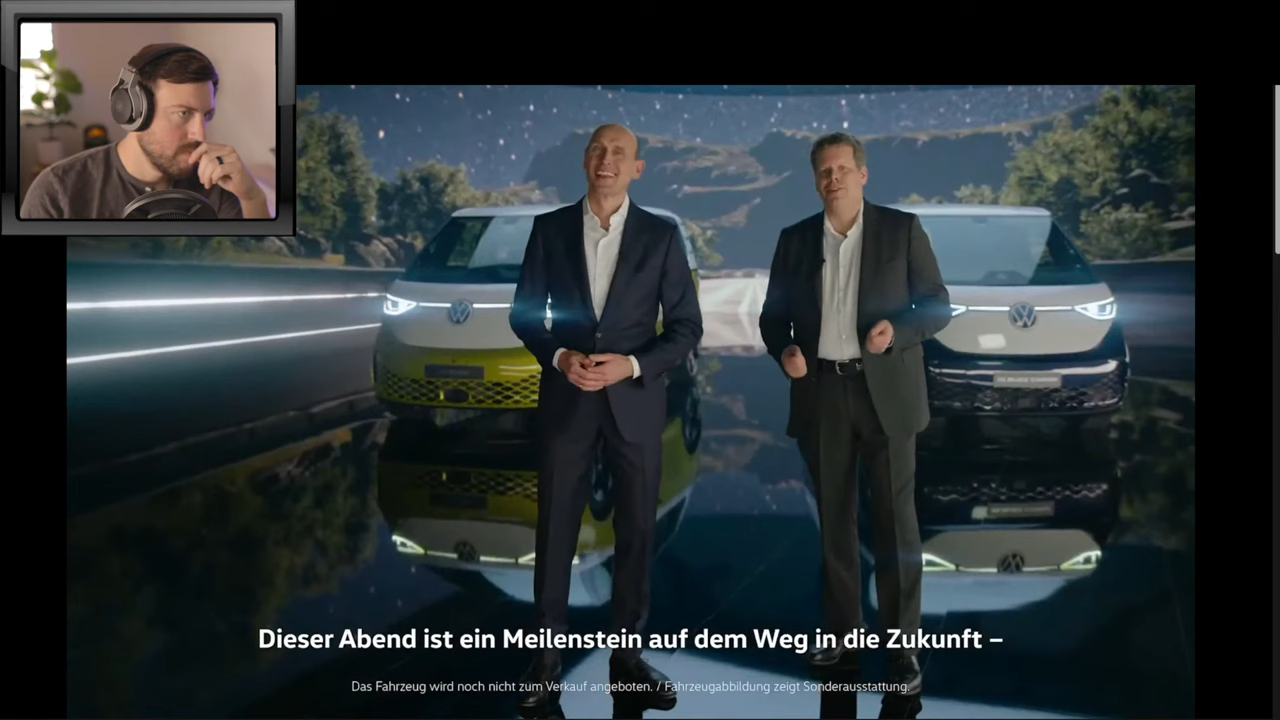 Dieser Abend ist ein Meilenstein auf dem Weg in die Zukunft –
Das Fahrzeug wird noch nicht zum Verkauf angeboten. / Fahrzeugabbildung zeigt Sonderausstattung.